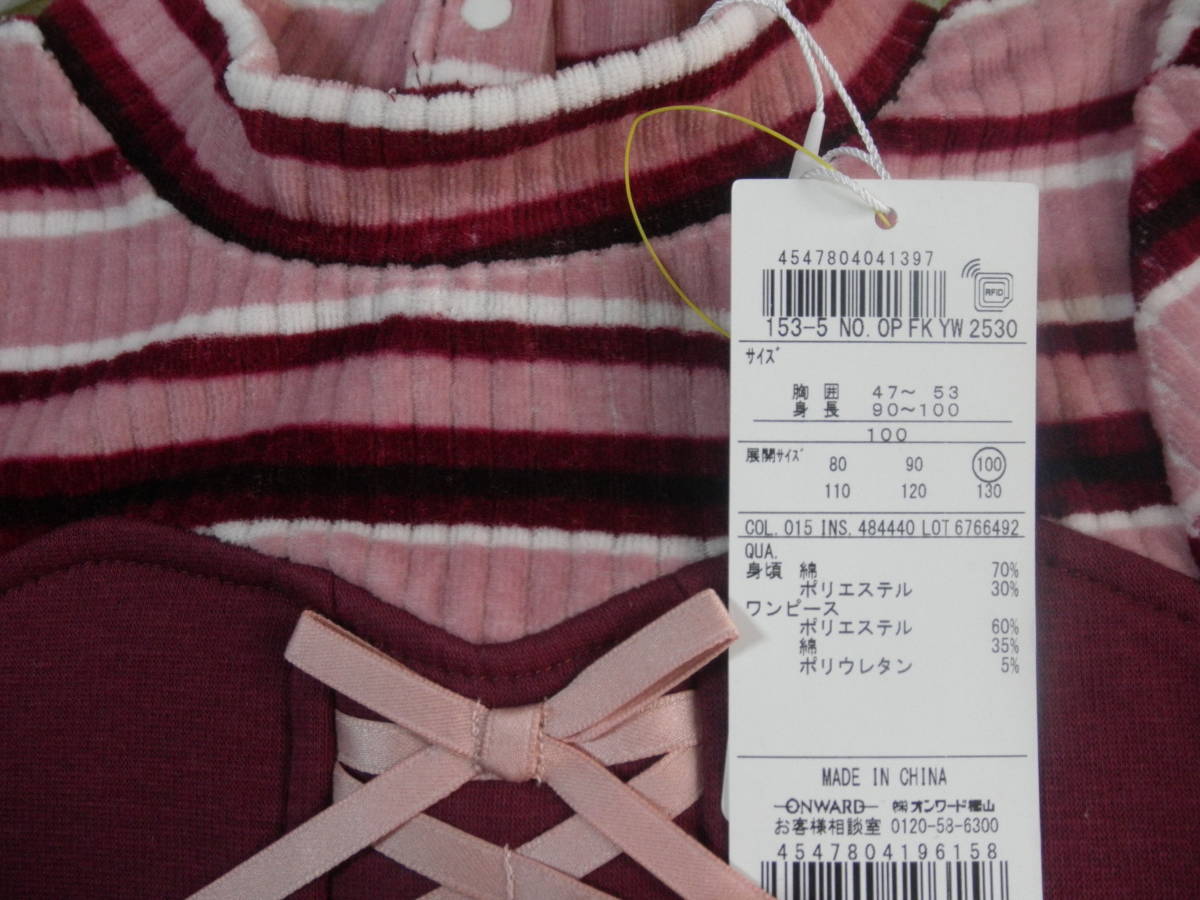 4547804041397
RFID
153-5 NO. OP FK YW 2530
サイズ
胸 囲 47～ 53
身 長 90～100
100
展開サイズ 80 90 100
110 120 130
COL. 015 INS. 484440 LOT 6766492
QUA.
身頃 綿 70%
ポリエステル 30%
ワンピース
ポリエステル 60%
綿 35%
ポリウレタン 5%
MADE IN CHINA
ONWARD ㈱オンワード樫山
お客様相談室 0120-58-6300
4547804196158